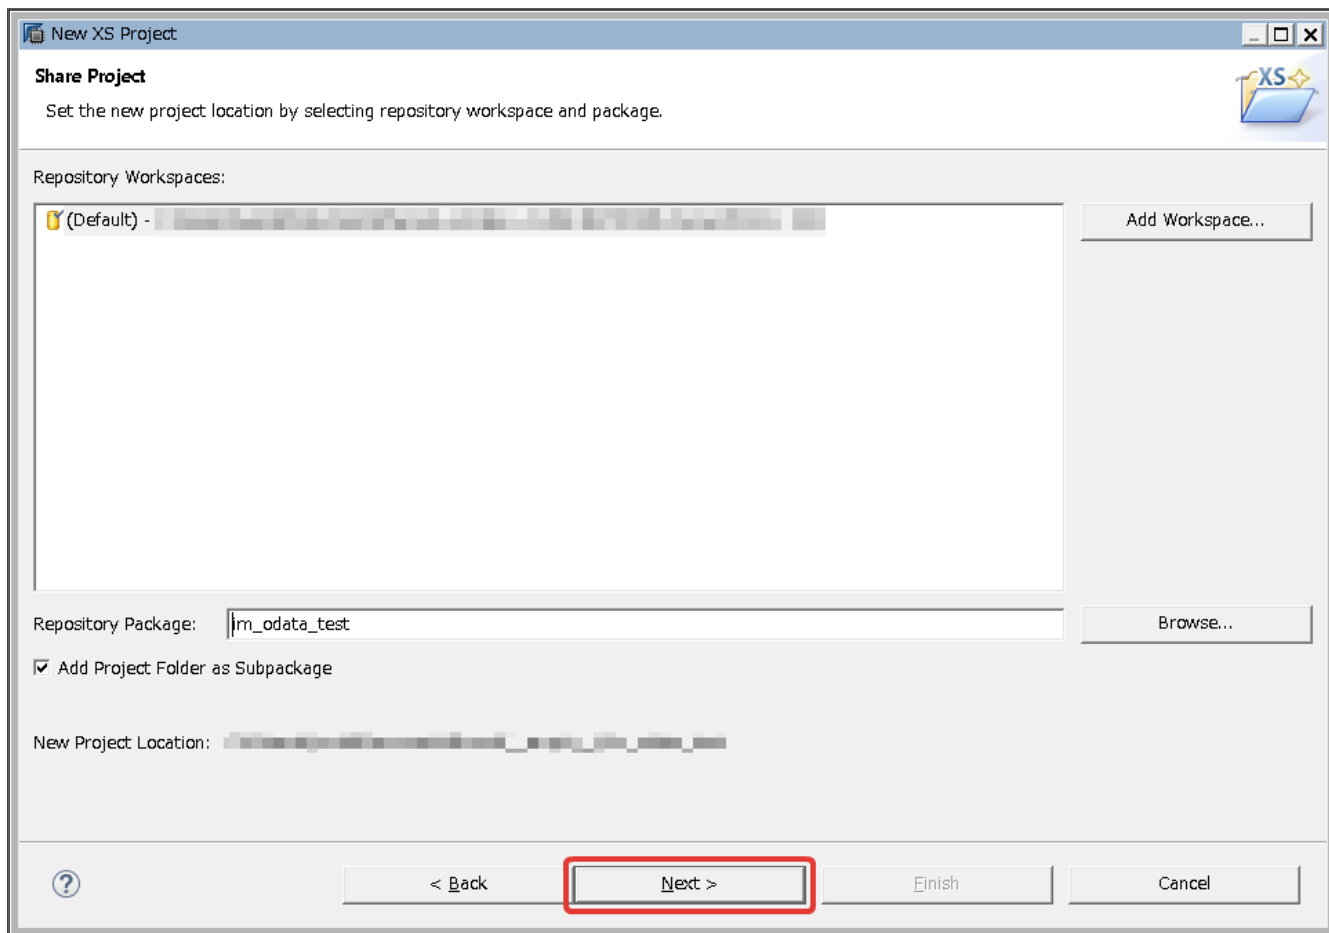 New XS Project
Share Project
XS
Set the new project location by selecting repository workspace and package.
Repository Workspaces:
(Default) -
Add Workspace...
Repository Package: im_odata_test Browse...
Add Project Folder as Subpackage
New Project Location:
? < Back Next > Finish Cancel